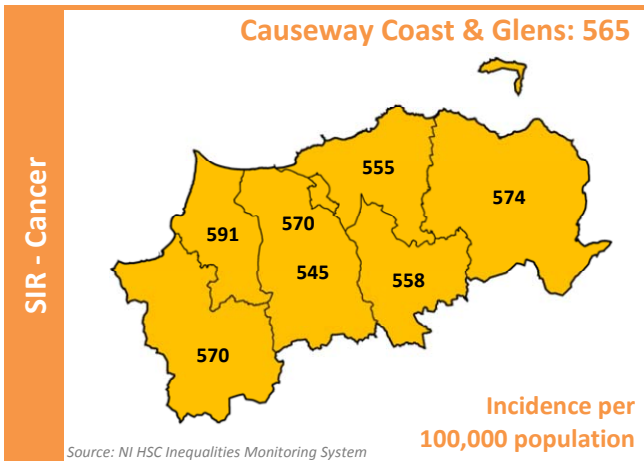 Causeway Coast & Glens: 565
SIR - Cancer
555
574
591
570
545
558
570
Incidence per
100,000 population
Source: NI HSC Inequalities Monitoring System